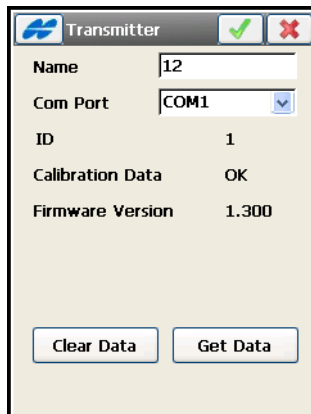 Transmitter
Name 12
Com Port COM1
ID 1
Calibration Data OK
Firmware Version 1.300
Clear Data Get Data